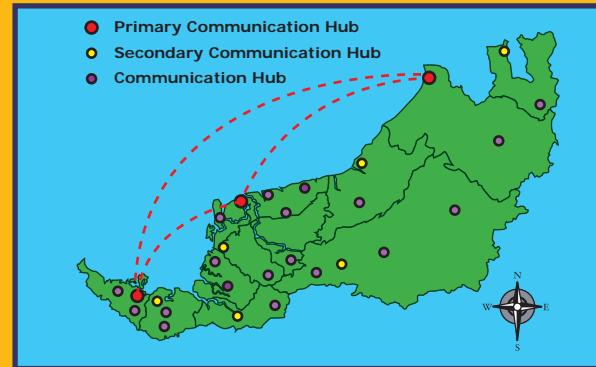 Primary Communication Hub
Secondary Communication Hub
Communication Hub
N
W
E
S